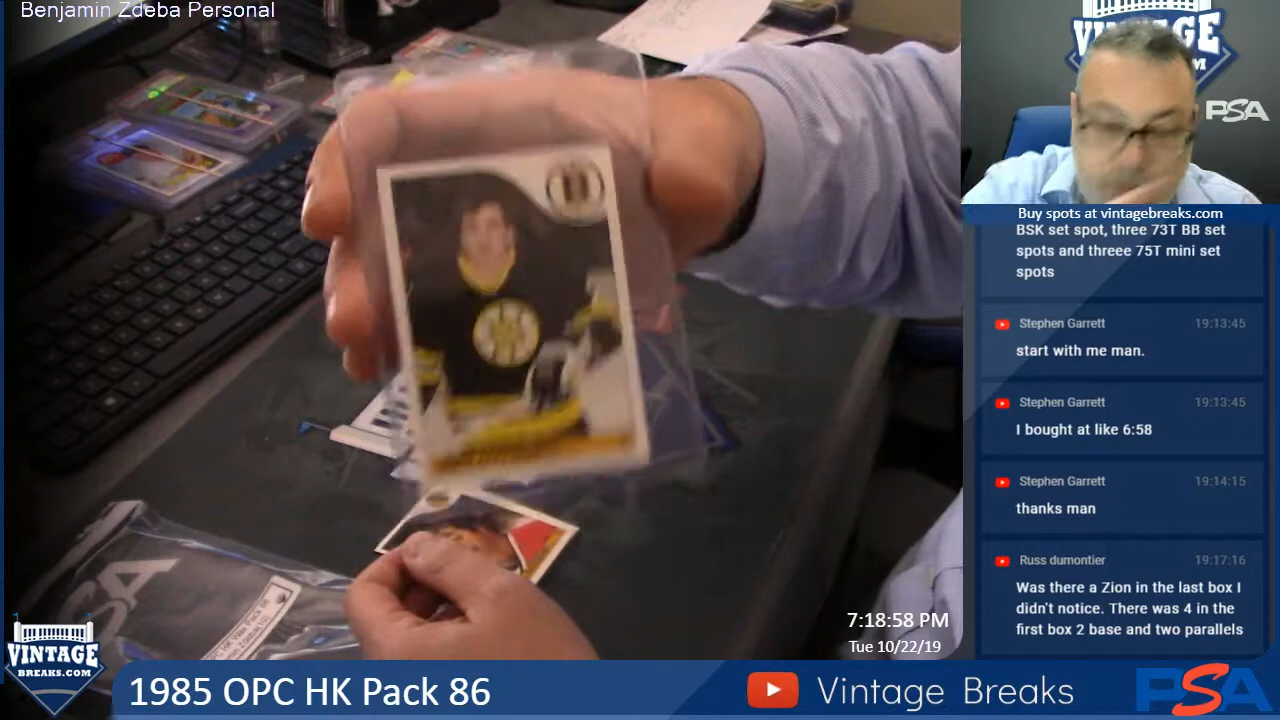 Benjamin Zdeba Personal
VINTAGE
PSA
Buy spots at vintagebreaks.com
BSK set spot, three 73T BB set
spots and threee 75T mini set
spots
Stephen Garrett 19:13:45
start with me man.
Stephen Garrett 19:13:45
I bought at like 6:58
Stephen Garrett 19:14:15
thanks man
Russ dumontier 19:17:16
Was there a Zion in the last box I
didn't notice. There was 4 in the
first box 2 base and two parallels
7:18:58 PM
Tue 10/22/19
VINTAGE
BREAKS.COM
1985 OPC HK Pack 86
Vintage Breaks
PSA